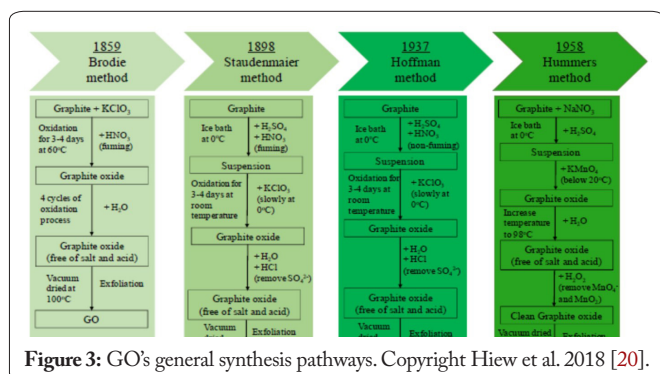 1859
Brodie
method
Graphite + KClO₃
Oxidation
for 3-4 days
at 60°C
+HNO₃
(fuming)
Graphite oxide
4 cycles of
oxidation
process
+H₂O
Graphite oxide
(free of salt and acid)
Vacuum
dried at
100°C
Exfoliation
GO
1898
Staudenmaier
method
Graphite
Ice bath
at 0°C
+H₂SO₄
+HNO₃
(fuming)
Suspension
Oxidation for
3-4 days at
room
temperature
+KClO₃
(slowly at
0°C)
Graphite oxide
+H₂O
+HCl
(remove SO₄²⁻)
Graphite oxide
(free of salt and acid)
Vacuum
dried
Exfoliation
1937
Hoffman
method
Graphite
Ice bath
at 0°C
+H₂SO₄
+HNO₃
(non-fuming)
Suspension
Oxidation for
3-4 days at
room
temperature
+KClO₃
(slowly at
0°C)
Graphite oxide
+H₂O
+HCl
(remove SO₄²⁻)
Graphite oxide
(free of salt and acid)
Vacuum
dried
Exfoliation
1958
Hummers
method
Graphite + NaNO₃
Ice bath
at 0°C
+H₂SO₄
Suspension
+KMnO₄
(below 20°C)
Graphite oxide
Increase
temperature
to 98°C
+H₂O
Graphite oxide
(free of salt and acid)
+H₂O₂
(remove MnO₄⁻
and MnO₂)
Clean Graphite oxide
Vacuum dried
Exfoliation
Figure 3: GO's general synthesis pathways. Copyright Hiew et al. 2018 [20].